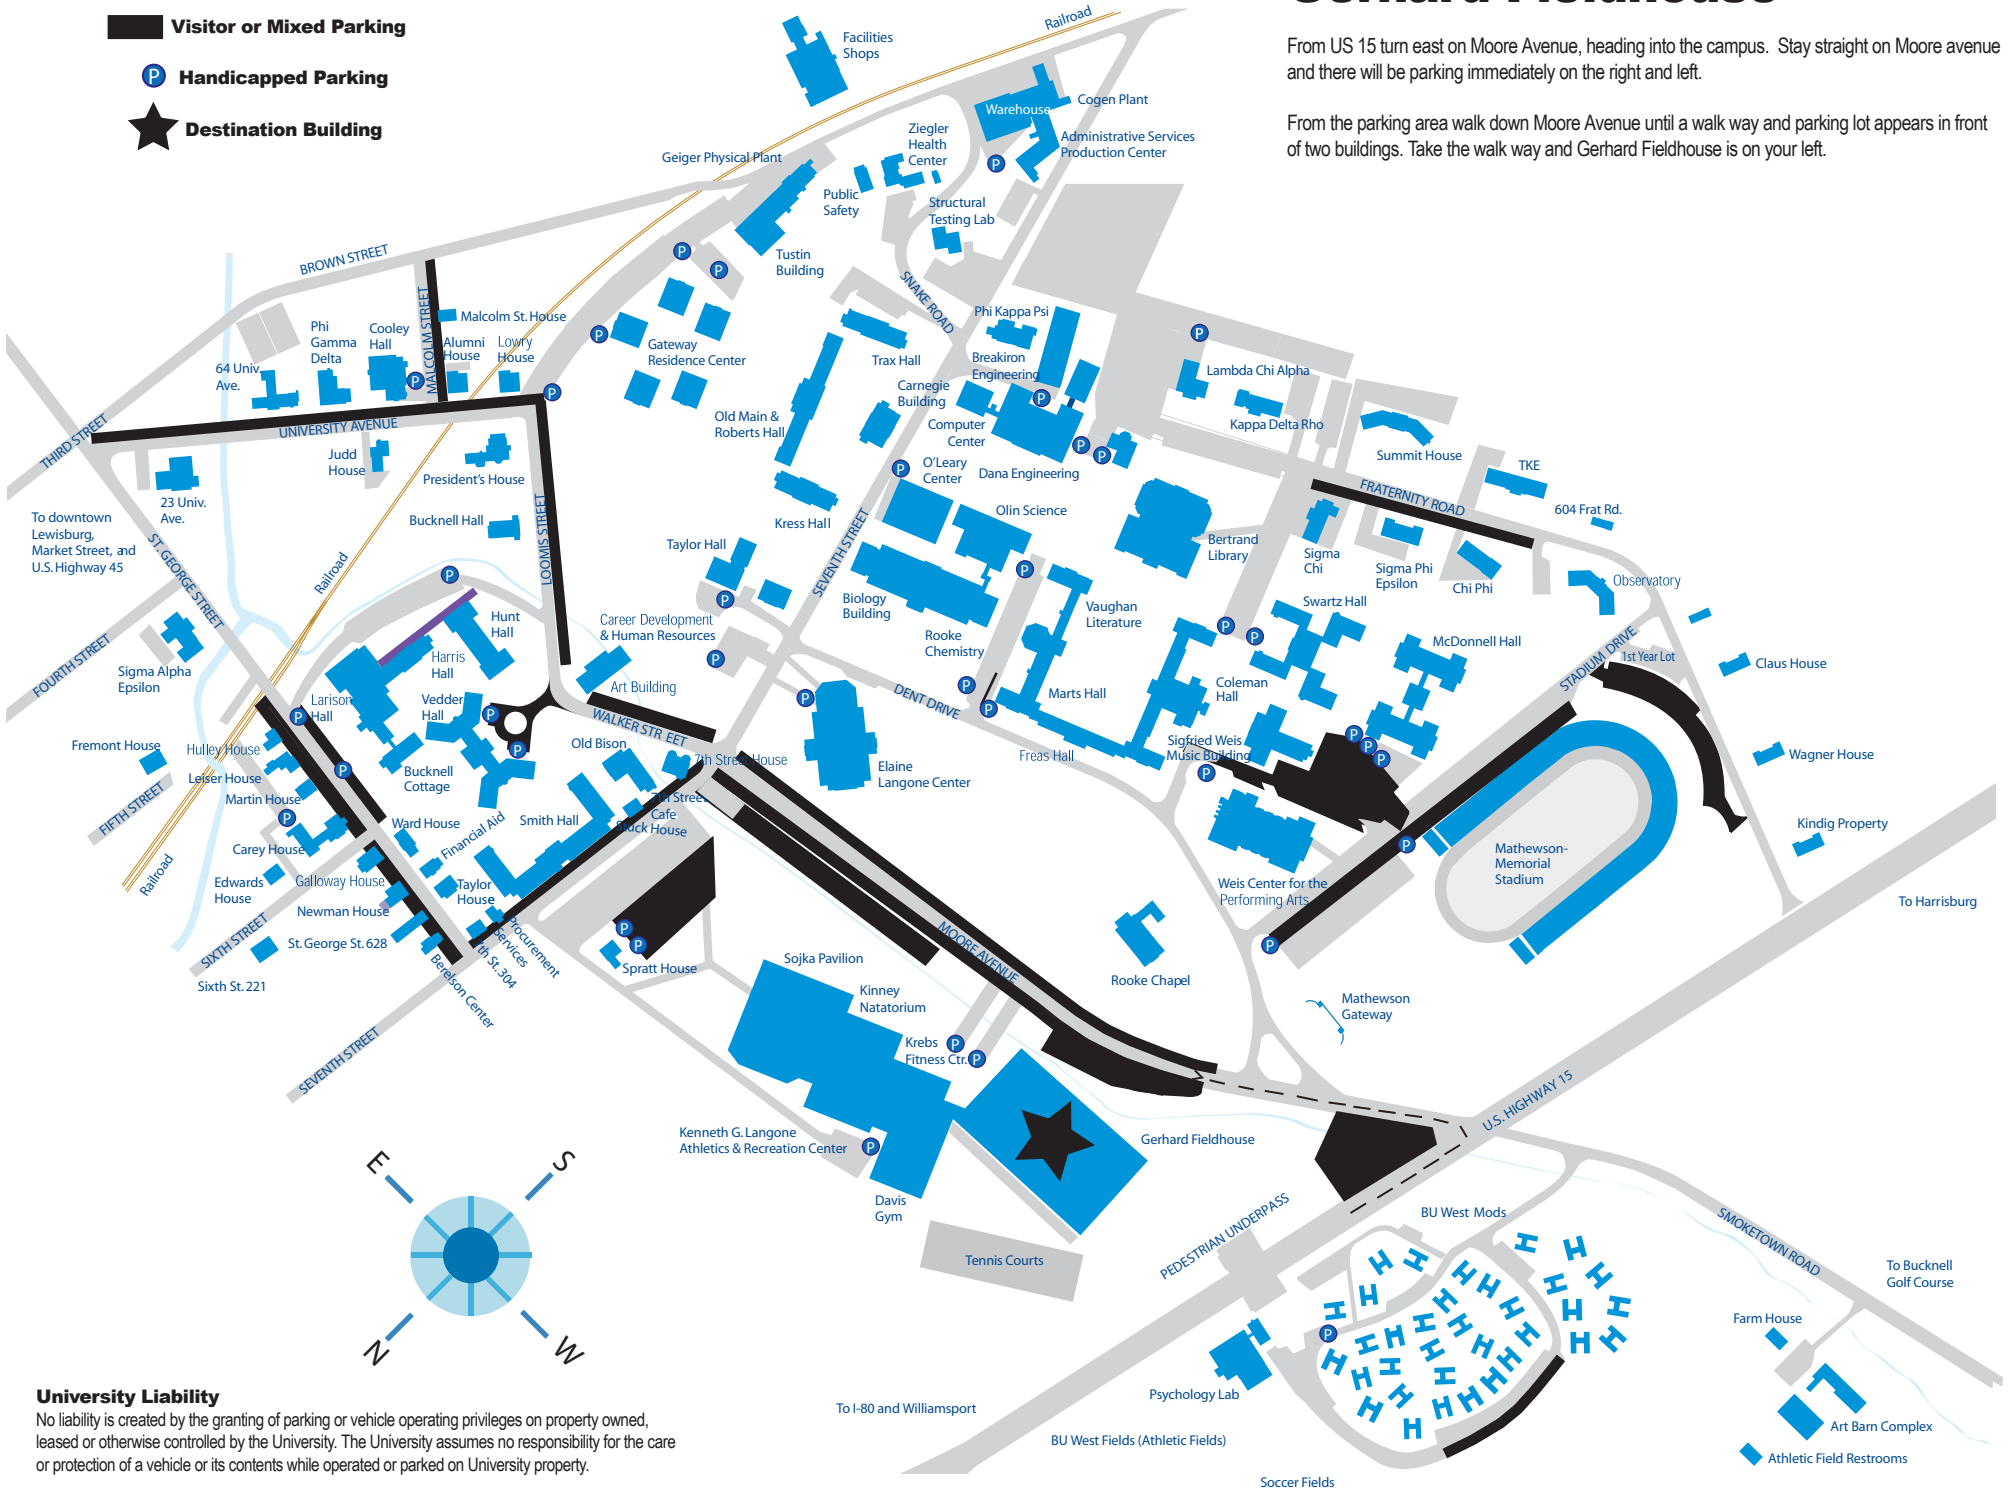 Visitor or Mixed Parking
P Handicapped Parking
Destination Building
From US 15 turn east on Moore Avenue, heading into the campus.  Stay straight on Moore avenue
and there will be parking immediately on the right and left.
From the parking area walk down Moore Avenue until a walk way and parking lot appears in front
of two buildings. Take the walk way and Gerhard Fieldhouse is on your left.
Railroad
Facilities
Shops
Warehouse
Cogen Plant
Administrative Services
Production Center
Ziegler
Health
Center
Geiger Physical Plant
Public
Safety
Structural
Testing Lab
Tustin
Building
BROWN STREET
SNAKE ROAD
MALCOLM STREET
Malcolm St. House
Phi
Gamma
Delta
Cooley
Hall
Alumni
House
Lowry
House
64 Univ.
Ave.
Gateway
Residence Center
Trax Hall
Phi Kappa Psi
Breakiron
Engineering
Carnegie
Building
Computer
Center
Lambda Chi Alpha
Kappa Delta Rho
Old Main &
Roberts Hall
UNIVERSITY AVENUE
THIRD STREET
Judd
House
President's House
O'Leary
Center
Dana Engineering
Summit House
TKE
FRATERNITY ROAD
604 Frat Rd.
23 Univ.
Ave.
Bucknell Hall
LOOMIS STREET
Kress Hall
Olin Science
Bertrand
Library
Sigma
Chi
Sigma Phi
Epsilon
Chi Phi
Observatory
To downtown
Lewisburg,
Market Street, and
U.S. Highway 45
ST. GEORGE STREET
Railroad
Taylor Hall
SEVENTH STREET
Biology
Building
Vaughan
Literature
Swartz Hall
McDonnell Hall
Hunt
Hall
Career Development
& Human Resources
Rooke
Chemistry
STADIUM DRIVE
1st Year Lot
Claus House
FOURTH STREET
Sigma Alpha
Epsilon
Harris
Hall
Larison
Hall
Vedder
Hall
Art Building
DENT DRIVE
Marts Hall
Coleman
Hall
WALKER STR EET
Fremont House
Hulley House
Leiser House
Martin House
Bucknell
Cottage
Old Bison
7th Street House
Elaine
Langone Center
Freas Hall
Sigfried Weis
Music Building
Wagner House
FIFTH STREET
Ward House
Financial Aid
Smith Hall
7th Street
Cafe
Stuck House
Kindig Property
Carey House
Railroad
Edwards
House
Galloway House
Taylor
House
Newman House
Weis Center for the
Performing Arts
Mathewson-
Memorial
Stadium
To Harrisburg
SIXTH STREET
St. George St. 628
Procurement
Services
7th St. 304
Berelson Center
Sixth St. 221
Spratt House
MOORE AVENUE
Sojka Pavilion
Kinney
Natatorium
Rooke Chapel
Mathewson
Gateway
SEVENTH STREET
Krebs
Fitness Ctr.
U.S. HIGHWAY 15
Kenneth G. Langone
Athletics & Recreation Center
Gerhard Fieldhouse
Davis
Gym
Tennis Courts
PEDESTRIAN UNDERPASS
BU West Mods
SMOKETOWN ROAD
To Bucknell
Golf Course
Farm House
Psychology Lab
To I-80 and Williamsport
BU West Fields (Athletic Fields)
Soccer Fields
Art Barn Complex
Athletic Field Restrooms
E
S
N
W
University Liability
No liability is created by the granting of parking or vehicle operating privileges on property owned,
leased or otherwise controlled by the University. The University assumes no responsibility for the care
or protection of a vehicle or its contents while operated or parked on University property.